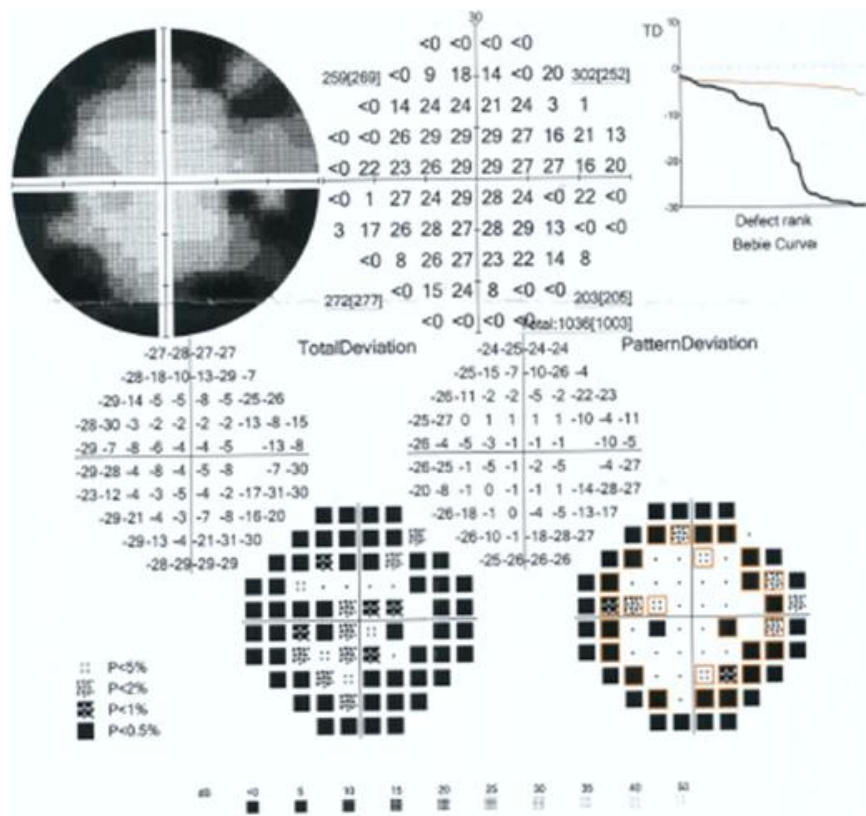 30
<0 <0 <0 <0
259[269] <0 9 18 14 <0 20 302[252]
<0 14 24 24 21 24 3 1
<0 <0 26 29 29 29 27 16 21 13
<0 22 23 26 29 29 27 27 16 20
<0 1 27 24 29 28 24 <0 22 <0
3 17 26 28 27 28 29 13 <0 <0
<0 8 26 27 23 22 14 8
272[277] <0 15 24 8 <0 <0 203[205]
<0 <0 <0 <0
Total:1036[1003]
TD
10
0
-10
-20
-30
Defect rank
Bebie Curve
TotalDeviation
-27 -28 -27 -27
-28 -18 -10 -13 -29 -7
-29 -14 -5 -5 -8 -5 -25 -26
-28 -30 -3 -2 -2 -2 -2 -13 -8 -15
-29 -7 -8 -6 -4 -4 -5 -13 -8
-29 -28 -4 -8 -4 -5 -8 -7 -30
-23 -12 -4 -3 -5 -4 -2 -17 -31 -30
-29 -21 -4 -3 -7 -8 -16 -20
-29 -13 -4 -21 -31 -30
-28 -29 -29 -29
PatternDeviation
-24 -25 -24 -24
-25 -15 -7 -10 -26 -4
-26 -11 -2 -2 -5 -2 -22 -23
-25 -27 0 1 1 1 1 -10 -4 -11
-26 -4 -5 -3 -1 -1 -1 -10 -5
-26 -25 -1 -5 -1 -2 -5 -4 -27
-20 -8 -1 0 -1 -1 1 -14 -28 -27
-26 -18 -1 0 -4 -5 -13 -17
-26 -10 -1 -18 -28 -27
-25 -26 -26 -26
P<5%
P<2%
P<1%
P<0.5%
dB <0 5 10 15 20 25 30 35 40 50